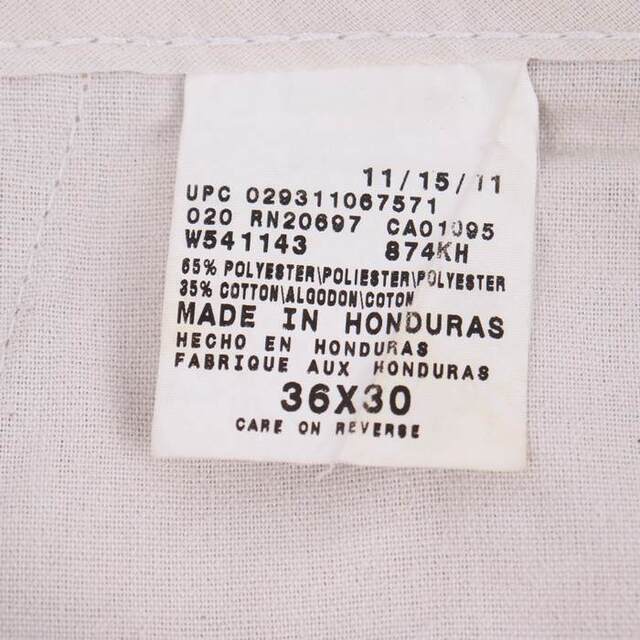 11/15/11
UPC 029311067571
020 RN20697 CA01095
W541143 874KH
65% POLYESTER\POLIESTER\POLYESTER
35% COTTON\ALGODON\COTON
MADE IN HONDURAS
HECHO EN HONDURAS
FABRIQUE AUX HONDURAS
36X30
CARE ON REVERSE